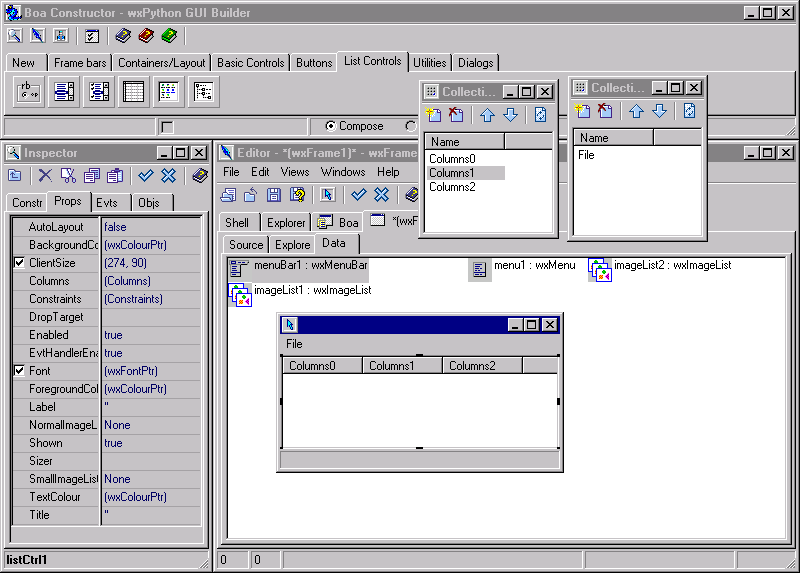 Boa Constructor - wxPython GUI Builder
New Frame bars Containers/Layout Basic Controls Buttons List Controls Utilities Dialogs
Compose
Collecti...
Name
Columns0
Columns1
Columns2
Collecti...
Name
File
Inspector
Constr Props Evts Objs
AutoLayout false
BackgroundCo (wxColourPtr)
ClientSize (274, 90)
Columns (Columns)
Constraints (Constraints)
DropTarget
Enabled true
EvtHandlerEna true
Font (wxFontPtr)
ForegroundCol (wxColourPtr)
Label ''
NormalImageL None
Shown true
Sizer
SmallImageList None
TextColour (wxColourPtr)
Title ''
listCtrl1
Editor - *(wxFrame1)* - wxFrame
File Edit Views Windows Help
Shell Explorer Boa *(wxF
Source Explore Data
menuBar1 : wxMenuBar menu1 : wxMenu imageList2 : wxImageList
imageList1 : wxImageList
File
Columns0 Columns1 Columns2
0 0